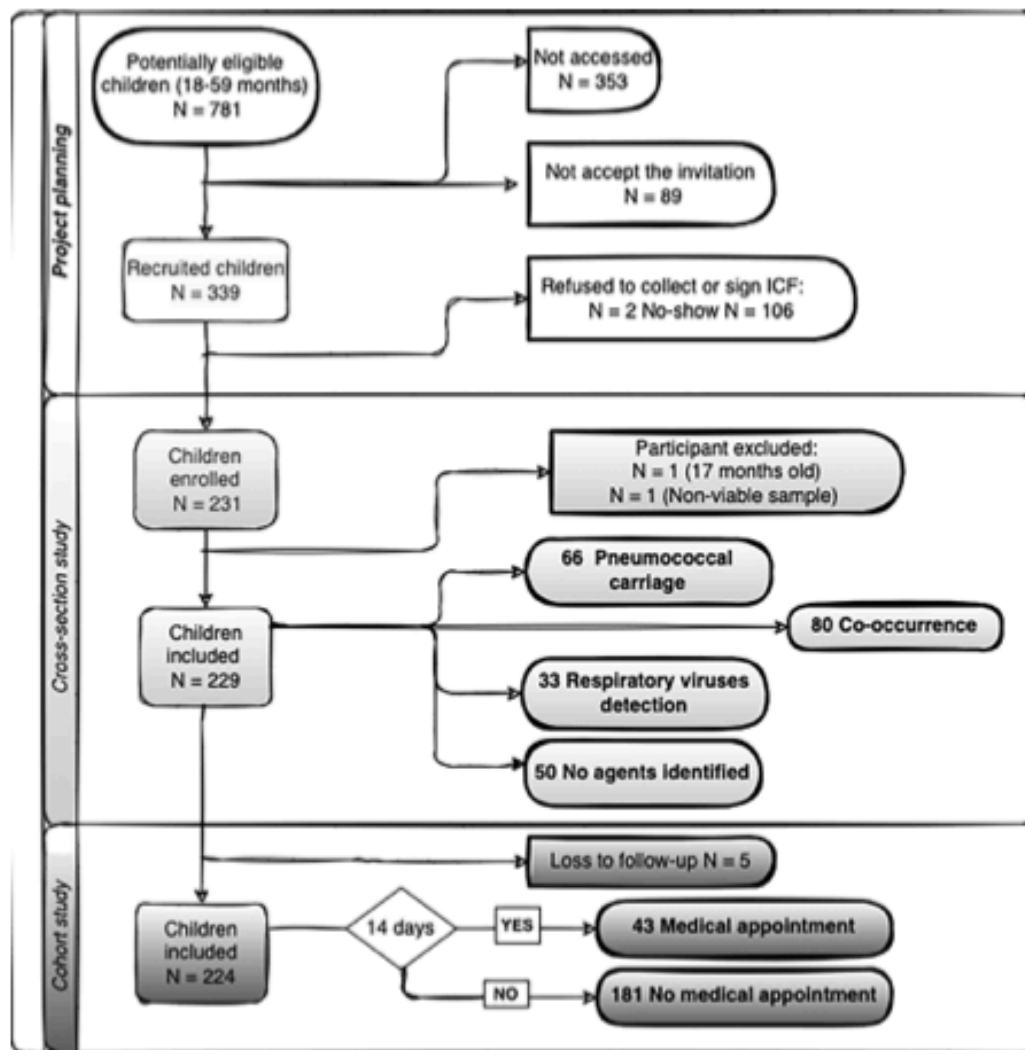 Project planning
Potentially eligible
children (18-59 months)
N = 781
Not accessed
N = 353
Not accept the invitation
N = 89
Recruited children
N = 339
Refused to collect or sign ICF:
N = 2 No-show N = 106
Cross-section study
Children
enrolled
N = 231
Participant excluded:
N = 1 (17 months old)
N = 1 (Non-viable sample)
66 Pneumococcal
carriage
Children
included
N = 229
80 Co-occurrence
33 Respiratory viruses
detection
50 No agents identified
Cohort study
Loss to follow-up N = 5
Children
included
N = 224
14 days
YES
43 Medical appointment
NO
181 No medical appointment